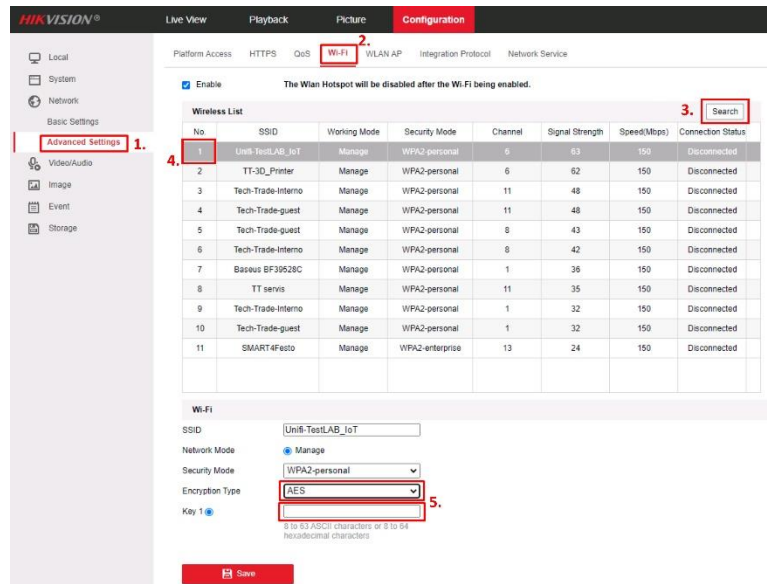 HIKVISION® Live View Playback Picture Configuration
2.
Local Platform Access HTTPS QoS Wi-Fi WLAN AP Integration Protocol Network Service
System Enable The Wlan Hotspot will be disabled after the Wi-Fi being enabled.
Network Wireless List 3. Search
Basic Settings No. SSID Working Mode Security Mode Channel Signal Strength Speed(Mbps) Connection Status
Advanced Settings 1. 4. 1 Unifi-TestLAB_IoT Manage WPA2-personal 6 63 150 Disconnected
Video/Audio 2 TT-3D_Printer Manage WPA2-personal 6 62 150 Disconnected
Image 3 Tech-Trade-Interno Manage WPA2-personal 11 48 150 Disconnected
Event 4 Tech-Trade-guest Manage WPA2-personal 11 48 150 Disconnected
Storage 5 Tech-Trade-guest Manage WPA2-personal 8 43 150 Disconnected
6 Tech-Trade-Interno Manage WPA2-personal 8 42 150 Disconnected
7 Baseus BF39528C Manage WPA2-personal 1 36 150 Disconnected
8 TT servis Manage WPA2-personal 11 35 150 Disconnected
9 Tech-Trade-Interno Manage WPA2-personal 1 32 150 Disconnected
10 Tech-Trade-guest Manage WPA2-personal 1 32 150 Disconnected
11 SMART4Festo Manage WPA2-enterprise 13 24 150 Disconnected
Wi-Fi
SSID Unifi-TestLAB_IoT
Network Mode Manage
Security Mode WPA2-personal
Encryption Type AES
Key 1 5.
8 to 63 ASCII characters or 8 to 64
hexadecimal characters
Save